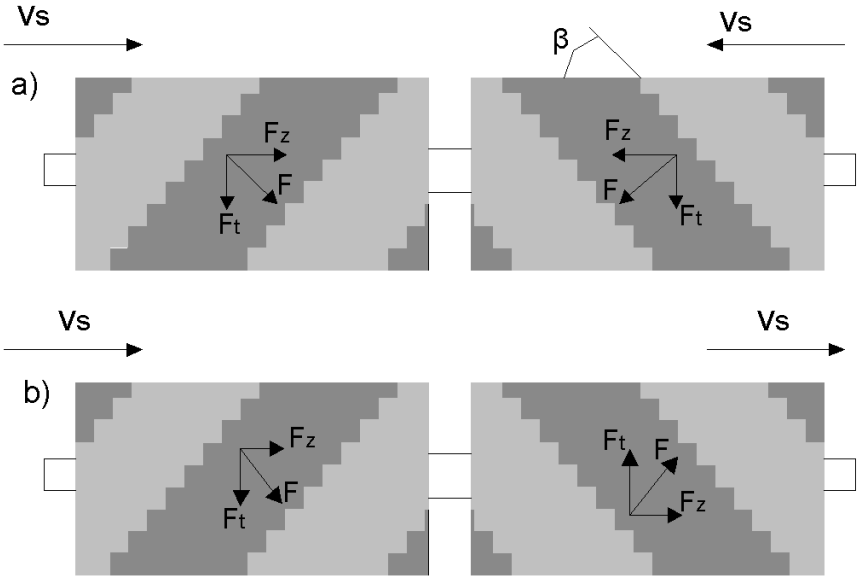 Vs Vs
β
a)
Fz Fz
F F
Ft Ft
Vs Vs
b)
Fz Ft F
F Fz
Ft